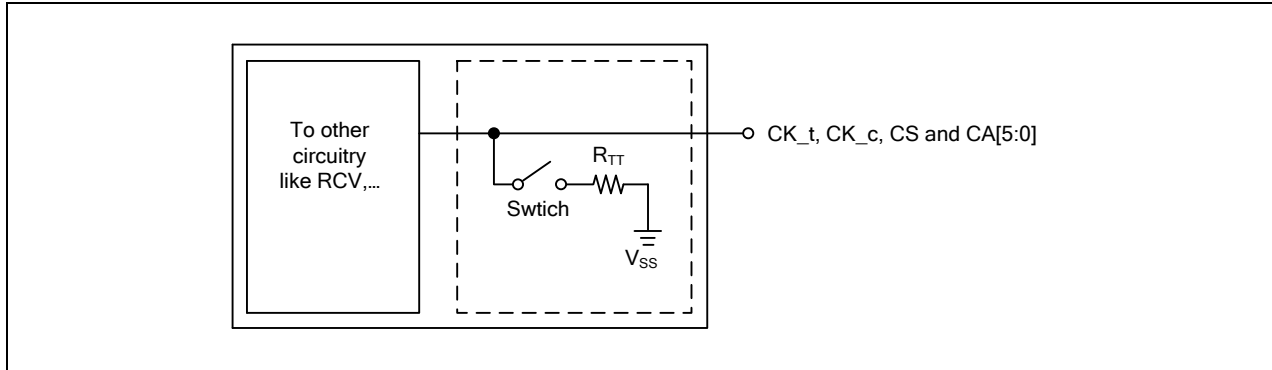 To other
circuitry
like RCV,...
CK_t, CK_c, CS and CA[5:0]
RTT
Swtich
VSS